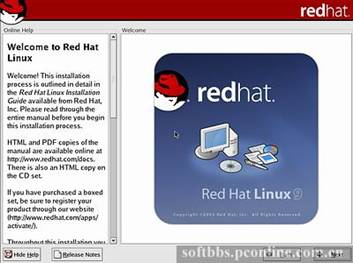 redhat.
Online Help
Welcome to Red Hat
Linux
Welcome! This installation
process is outlined in detail in
the Red Hat Linux Installation
Guide available from Red Hat,
Inc. Please read through the
entire manual before you begin
this installation process.
HTML and PDF copies of the
manual are available online at
http://www.redhat.com/docs.
There is also an HTML copy on
the CD set.
If you have purchased a boxed
set, be sure to register your
product through our website
(http://www.redhat.com/apps/
activate/).
Throughout this installation you
Welcome
redhat.
Red Hat Linux 9
Copyright ©2003 Red Hat, Inc. All Rights Reserved.
Hide Help
Release Notes
softbbs.pconline.com.cn